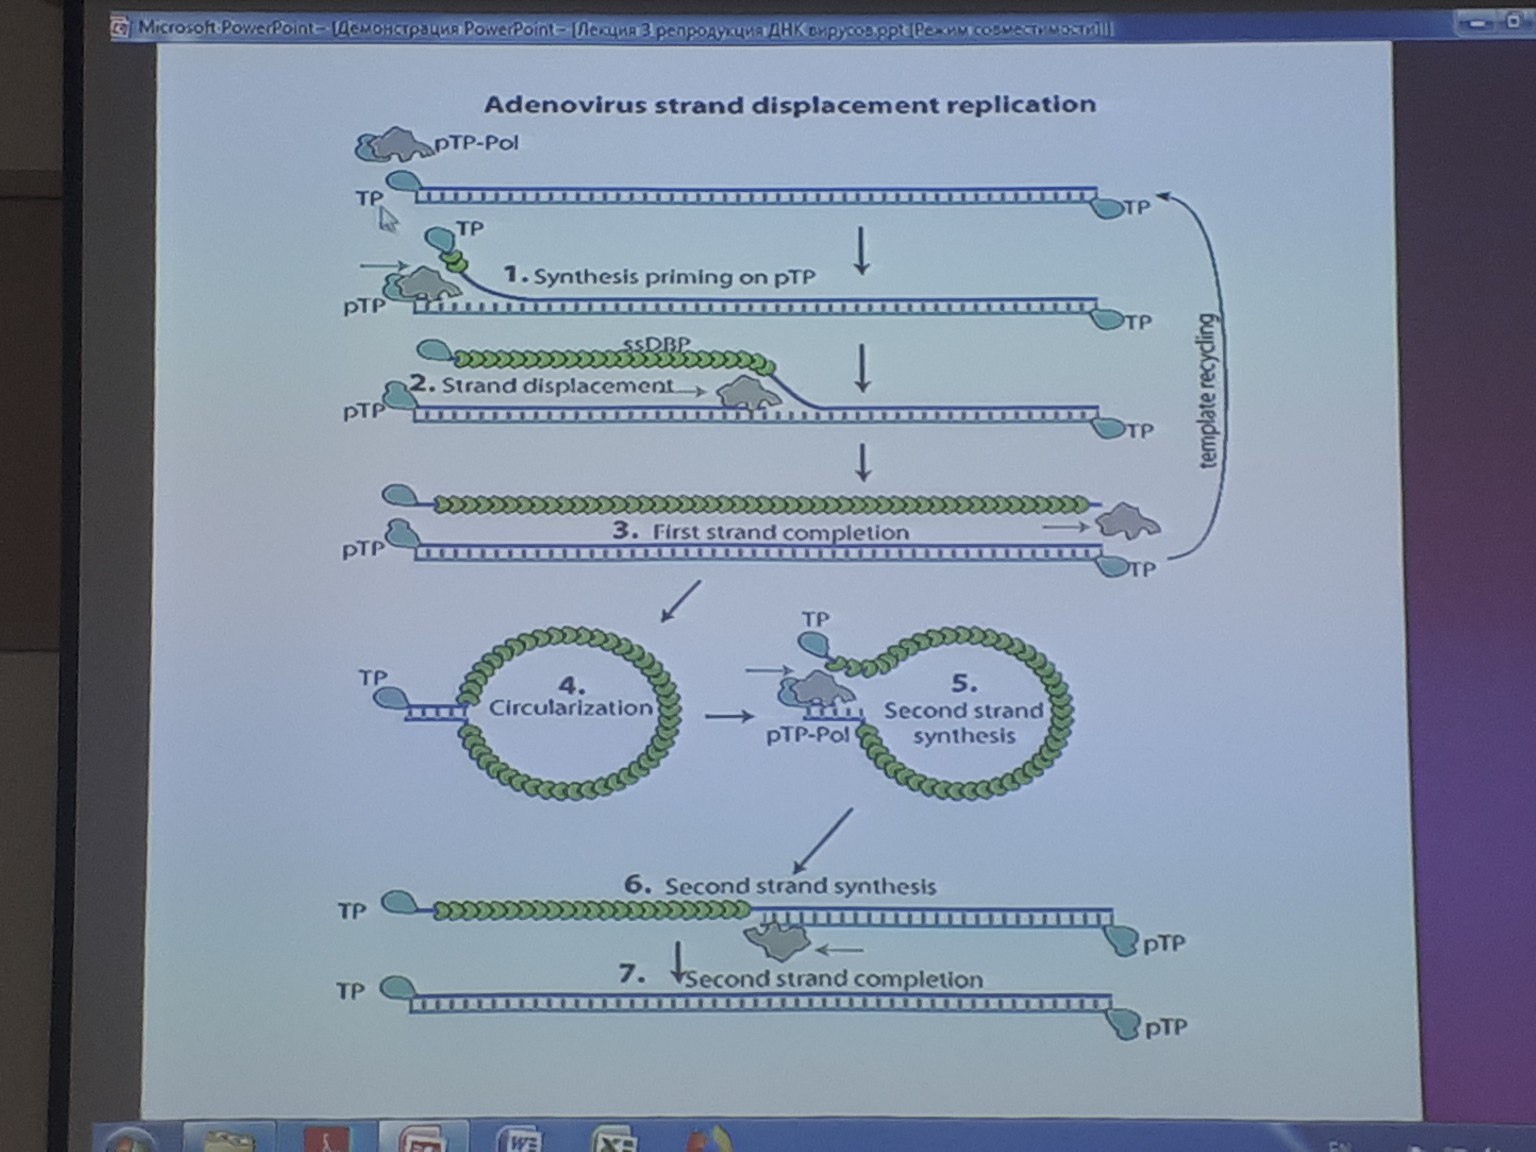 Microsoft PowerPoint - [Демонстрация PowerPoint - [Лекция 3 репродукция ДНК вирусов.ppt [Режим совместимости]]]
Adenovirus strand displacement replication
pTP-Pol
TP
TP
TP
1. Synthesis priming on pTP
pTP
TP
ssDBP
2. Strand displacement
pTP
TP
template recycling
3. First strand completion
pTP
TP
TP
4.
Circularization
TP
5.
Second strand
synthesis
pTP-Pol
6. Second strand synthesis
TP
pTP
7. Second strand completion
TP
pTP